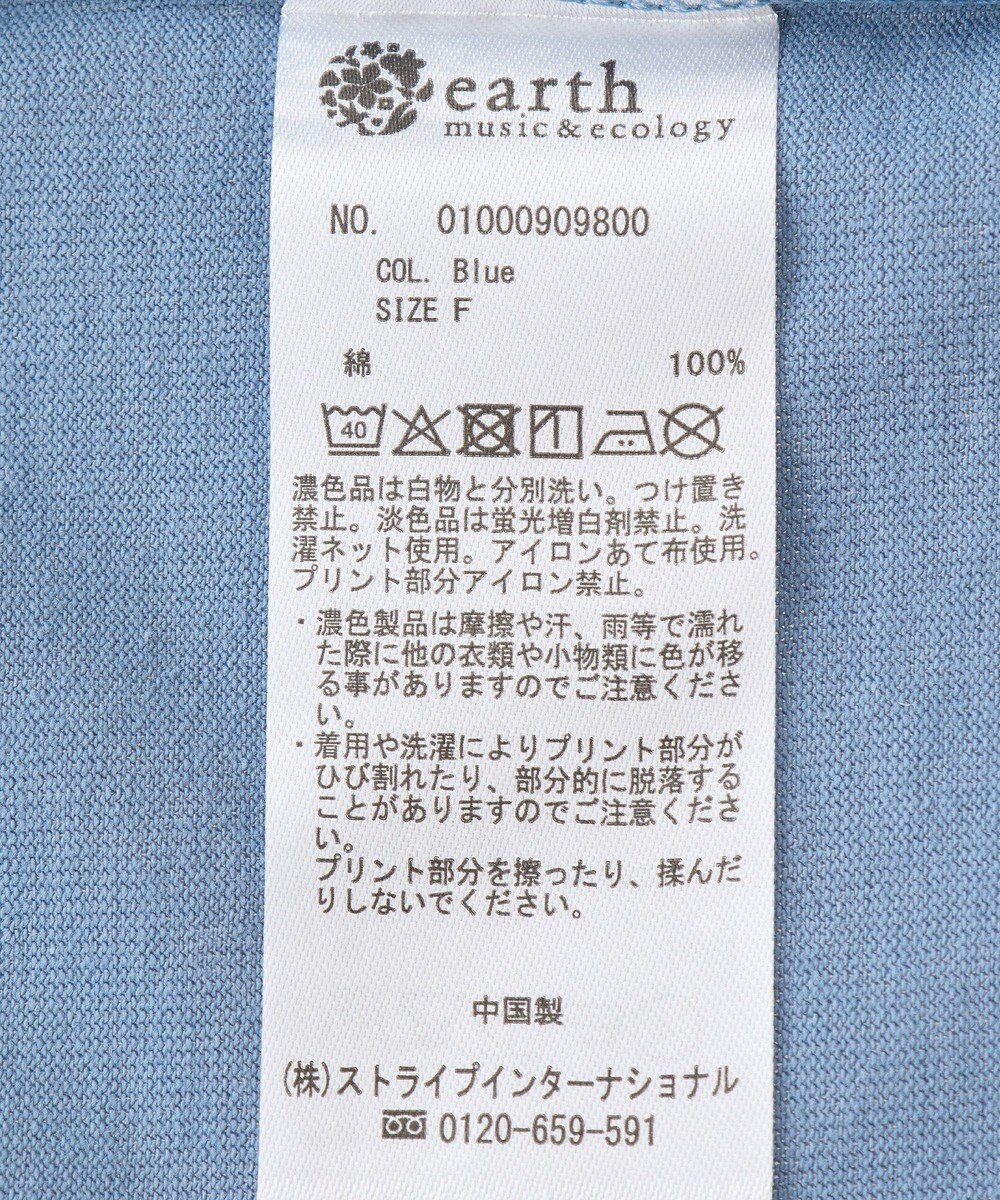 earth
music&ecology
NO. 01000909800
COL. Blue
SIZE F
綿 100%
40
濃色品は白物と分別洗い。つけ置き
禁止。淡色品は蛍光増白剤禁止。洗
濯ネット使用。アイロンあて布使用。
プリント部分アイロン禁止。
・濃色製品は摩擦や汗、雨等で濡れ
た際に他の衣類や小物類に色が移
る事がありますのでご注意くださ
い。
・着用や洗濯によりプリント部分が
ひび割れたり、部分的に脱落する
ことがありますのでご注意くださ
い。
プリント部分を擦ったり、揉んだ
りしないでください。
中国製
(株)ストライプインターナショナル
0120-659-591